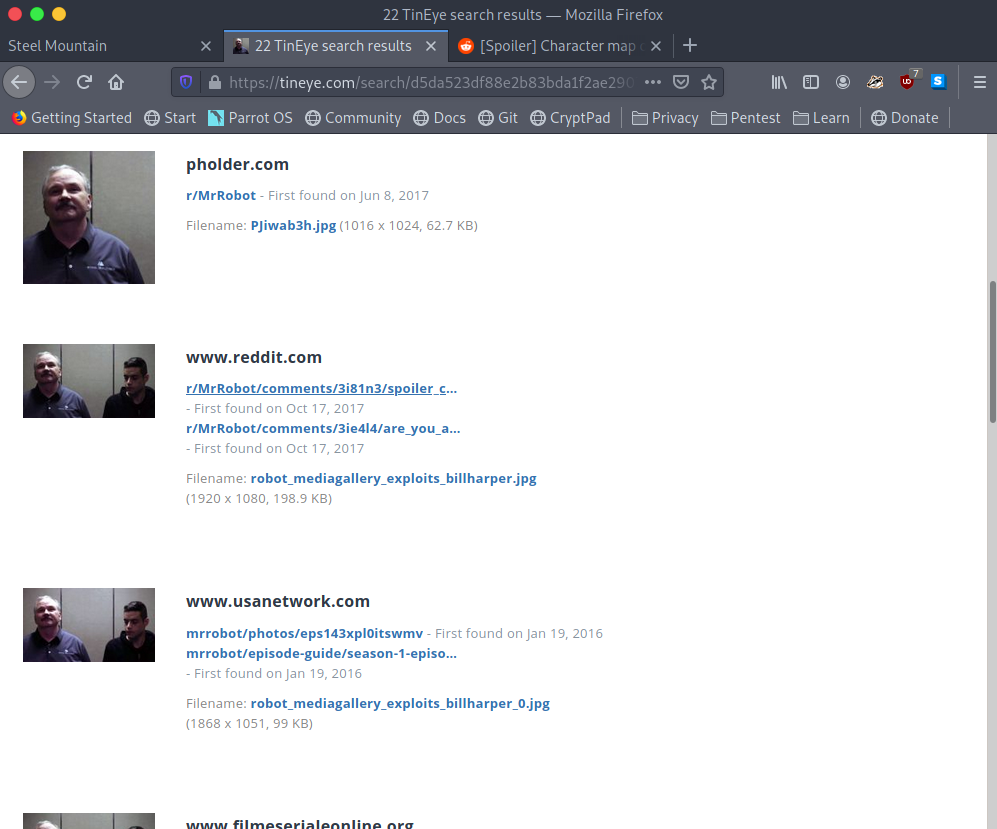 22 TinEye search results — Mozilla Firefox
Steel Mountain
22 TinEye search results
[Spoiler] Character map
https://tineye.com/search/d5da523df88e2b83bda1f2ae290
7
Getting Started Start Parrot OS Community Docs Git CryptPad Privacy Pentest Learn Donate
pholder.com
r/MrRobot - First found on Jun 8, 2017
Filename: PJiwab3h.jpg (1016 x 1024, 62.7 KB)
www.reddit.com
r/MrRobot/comments/3i81n3/spoiler_c...
- First found on Oct 17, 2017
r/MrRobot/comments/3ie4l4/are_you_a...
- First found on Oct 17, 2017
Filename: robot_mediagallery_exploits_billharper.jpg
(1920 x 1080, 198.9 KB)
www.usanetwork.com
mrrobot/photos/eps143xpl0itswmv - First found on Jan 19, 2016
mrrobot/episode-guide/season-1-episo...
- First found on Jan 19, 2016
Filename: robot_mediagallery_exploits_billharper_0.jpg
(1868 x 1051, 99 KB)
www.filmeserialeonline.org